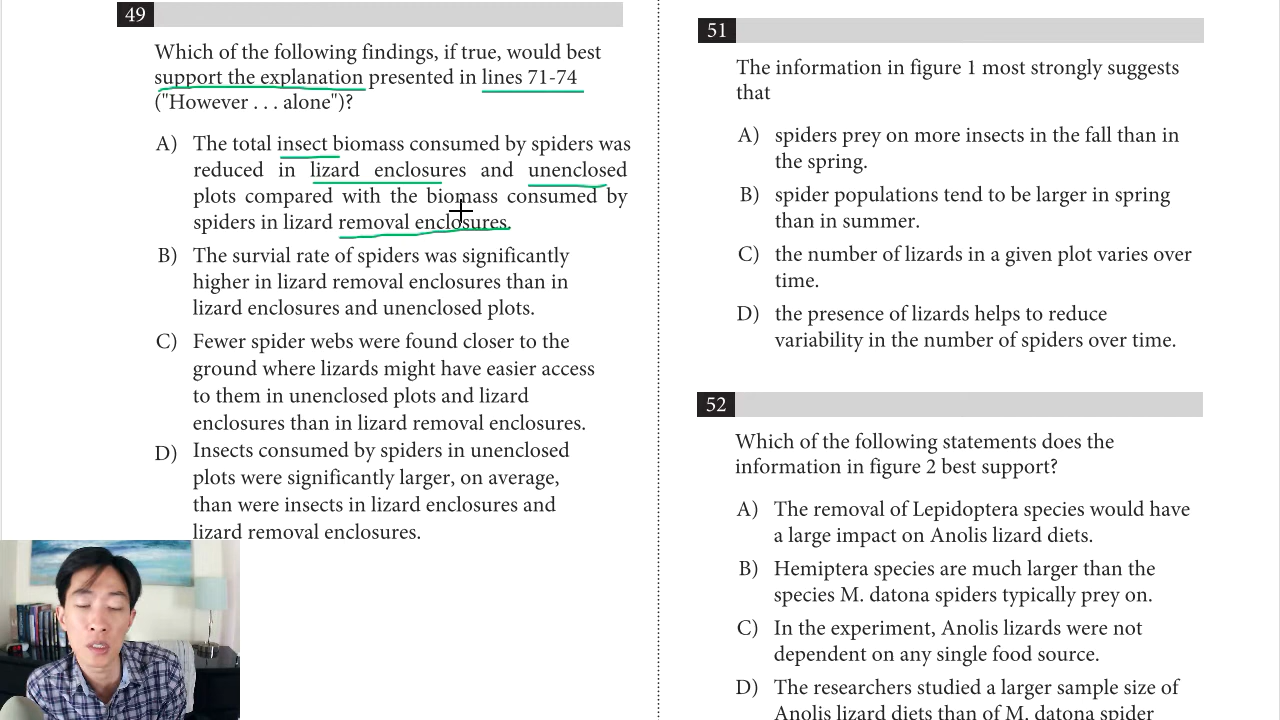 49
Which of the following findings, if true, would best
support the explanation presented in lines 71-74
("However . . . alone")?
A) The total insect biomass consumed by spiders was
reduced in lizard enclosures and unenclosed
plots compared with the biomass consumed by
spiders in lizard removal enclosures.
B) The survial rate of spiders was significantly
higher in lizard removal enclosures than in
lizard enclosures and unenclosed plots.
C) Fewer spider webs were found closer to the
ground where lizards might have easier access
to them in unenclosed plots and lizard
enclosures than in lizard removal enclosures.
D) Insects consumed by spiders in unenclosed
plots were significantly larger, on average,
than were insects in lizard enclosures and
lizard removal enclosures.
51
The information in figure 1 most strongly suggests
that
A) spiders prey on more insects in the fall than in
the spring.
B) spider populations tend to be larger in spring
than in summer.
C) the number of lizards in a given plot varies over
time.
D) the presence of lizards helps to reduce
variability in the number of spiders over time.
52
Which of the following statements does the
information in figure 2 best support?
A) The removal of Lepidoptera species would have
a large impact on Anolis lizard diets.
B) Hemiptera species are much larger than the
species M. datona spiders typically prey on.
C) In the experiment, Anolis lizards were not
dependent on any single food source.
D) The researchers studied a larger sample size of
Anolis lizard diets than of M. datona spider